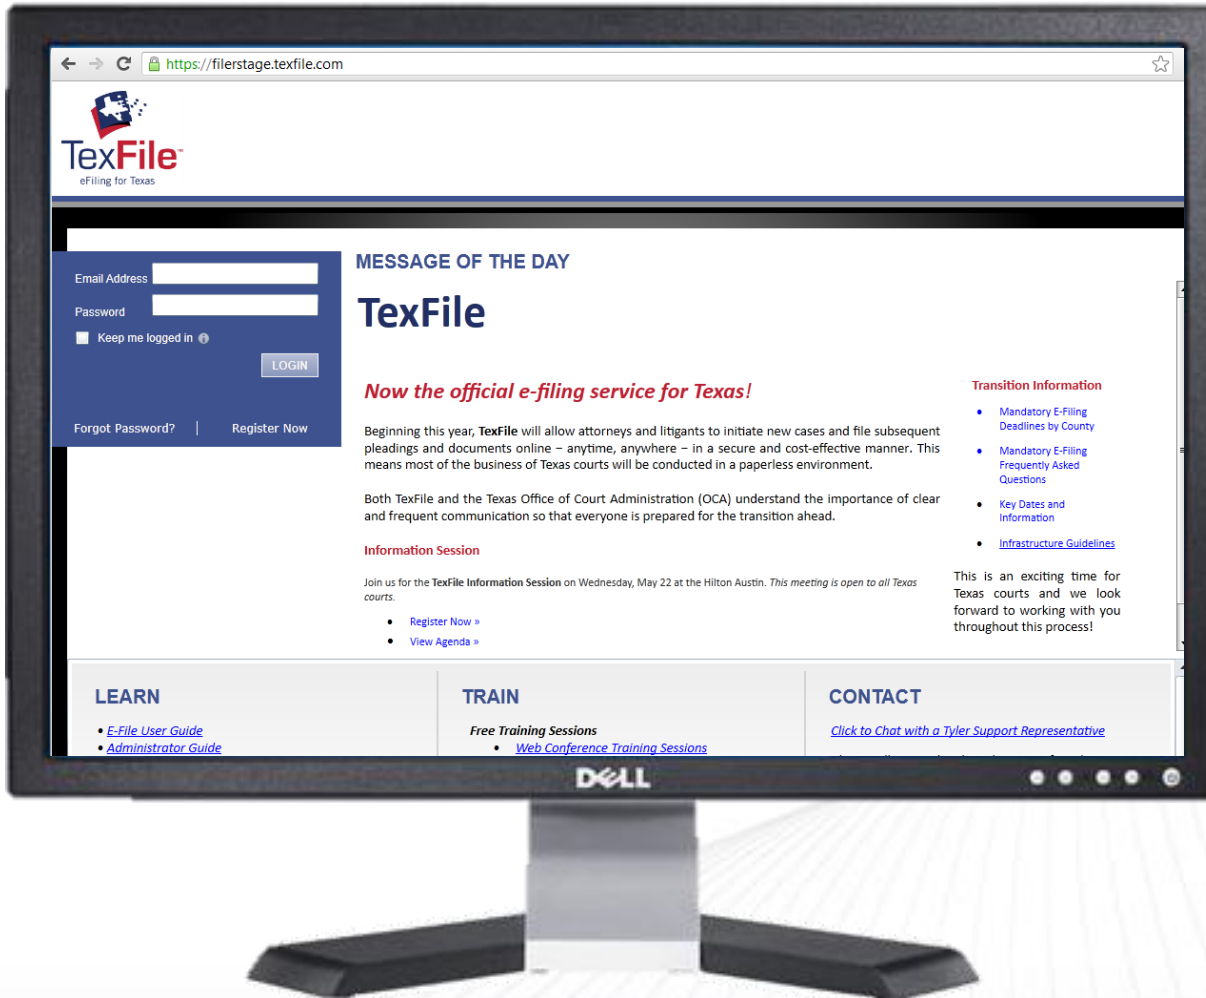 https://filerstage.texfile.com
TexFile™
eFiling for Texas
Email Address
Password
Keep me logged in
LOGIN
Forgot Password? | Register Now
MESSAGE OF THE DAY
TexFile
Now the official e-filing service for Texas!
Beginning this year, TexFile will allow attorneys and litigants to initiate new cases and file subsequent
pleadings and documents online – anytime, anywhere – in a secure and cost-effective manner. This
means most of the business of Texas courts will be conducted in a paperless environment.
Both TexFile and the Texas Office of Court Administration (OCA) understand the importance of clear
and frequent communication so that everyone is prepared for the transition ahead.
Information Session
Join us for the TexFile Information Session on Wednesday, May 22 at the Hilton Austin. This meeting is open to all Texas
courts.
• Register Now »
• View Agenda »
Transition Information
• Mandatory E-Filing
Deadlines by County
• Mandatory E-Filing
Frequently Asked
Questions
• Key Dates and
Information
• Infrastructure Guidelines
This is an exciting time for
Texas courts and we look
forward to working with you
throughout this process!
LEARN
• E-File User Guide
• Administrator Guide
TRAIN
Free Training Sessions
• Web Conference Training Sessions
CONTACT
Click to Chat with a Tyler Support Representative
DELL